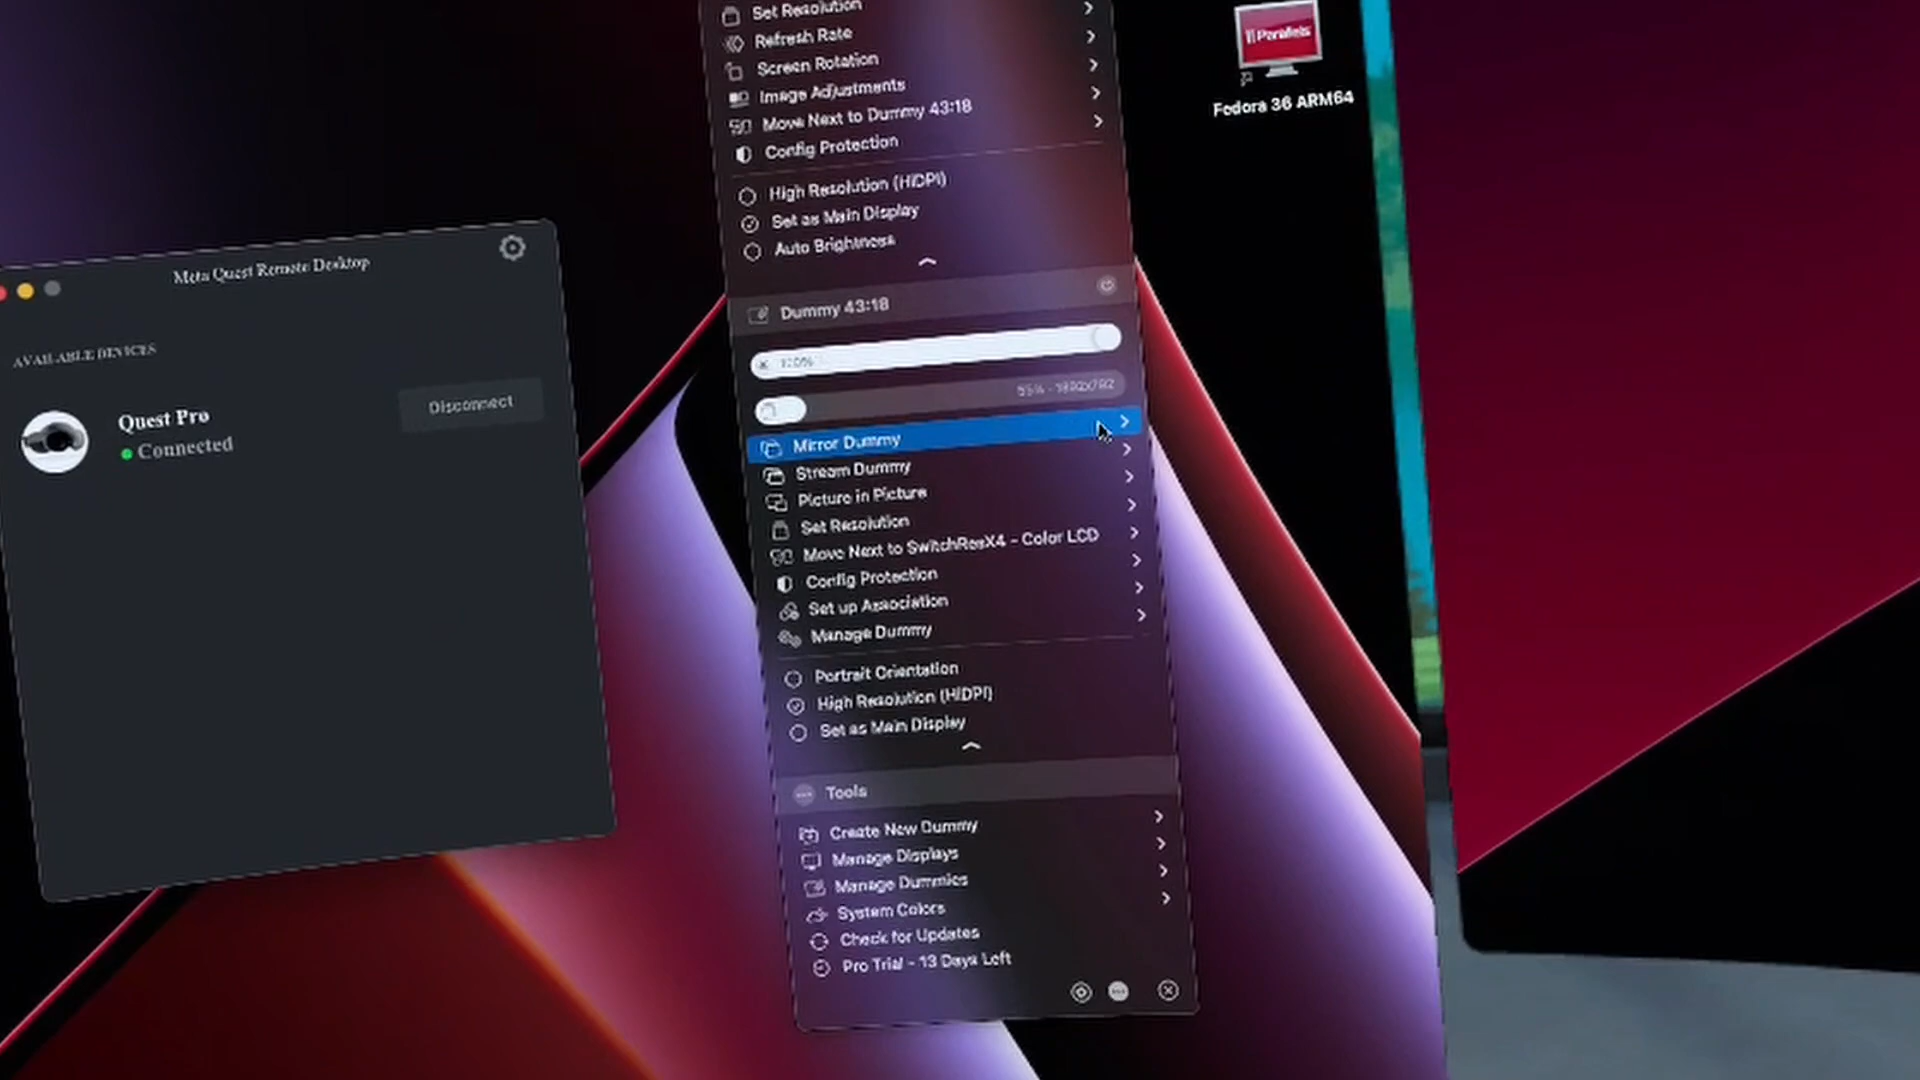 Set Resolution
Refresh Rate
Screen Rotation
Image Adjustments
Move Next to Dummy 43:18
Config Protection
High Resolution (HiDPI)
Set as Main Display
Auto Brightness
Dummy 43:18
100%
55% - 1892x792
Mirror Dummy
Stream Dummy
Picture in Picture
Set Resolution
Move Next to SwitchResX4 - Color LCD
Config Protection
Set up Association
Manage Dummy
Portrait Orientation
High Resolution (HiDPI)
Set as Main Display
Tools
Create New Dummy
Manage Displays
Manage Dummies
System Colors
Check for Updates
Pro Trial - 13 Days Left
Meta Quest Remote Desktop
AVAILABLE DEVICES
Quest Pro
Connected
Disconnect
Parallels
Fedora 36 ARM64